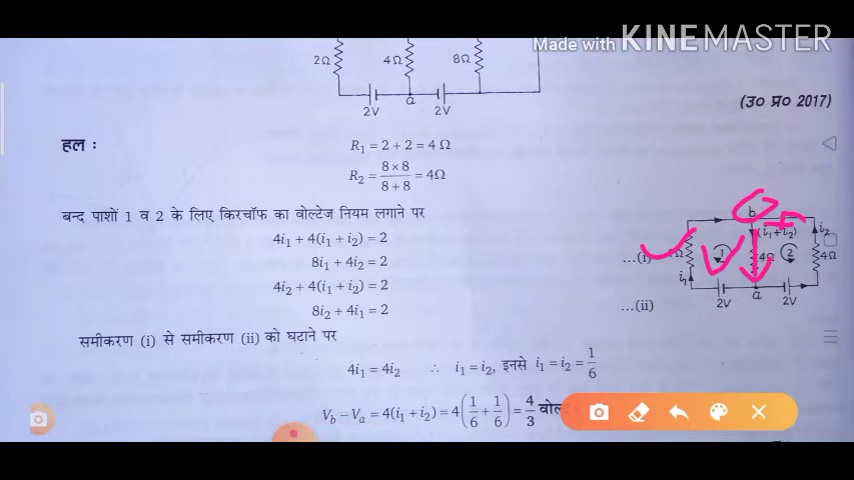 Made with KINEMASTER
2Ω 4Ω 8Ω
a
2V 2V
(उ० प्र० 2017)
हल :
R₁ = 2 + 2 = 4 Ω
R₂ = 8 × 8 / 8 + 8 = 4Ω
बन्द पाशों 1 व 2 के लिए किरचॉफ का वोल्टेज नियम लगाने पर
4i₁ + 4(i₁ + i₂) = 2
8i₁ + 4i₂ = 2 ...(i)
4i₂ + 4(i₁ + i₂) = 2
8i₂ + 4i₁ = 2 ...(ii)
b
(i₁+i₂) i₂
1 4Ω 2 4Ω
i₁
2V a 2V
समीकरण (i) से समीकरण (ii) को घटाने पर
4i₁ = 4i₂ ∴ i₁ = i₂, इनसे i₁ = i₂ = 1/6
V_b − V_a = 4(i₁ + i₂) = 4(1/6 + 1/6) = 4/3